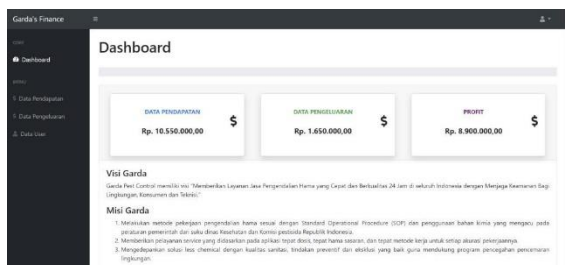 Garda's Finance
HOME
Dashboard
MENU
$ Data Pendapatan
$ Data Pengeluaran
Data User
Dashboard
DATA PENDAPATAN
Rp. 10.550.000,00
$
DATA PENGELUARAN
Rp. 1.650.000,00
$
PROFIT
Rp. 8.900.000,00
$
Visi Garda
Garda Pest Control memiliki visi "Memberikan Layanan Jasa Pengendalian Hama yang Cepat dan Berkualitas 24 Jam di seluruh Indonesia dengan Menjaga Keamanan Bagi
Lingkungan, Konsumen dan Teknisi."
Misi Garda
1. Melakukan metode pekerjaan pengendalian hama sesuai dengan Standard Operational Procedure (SOP) dan penggunaan bahan kimia yang mengacu pada
peraturan pemerintah dan suku dinas Kesehatan dan Komisi pestisida Republik Indonesia.
2. Memberikan pelayanan service yang didasarkan pada aplikasi tepat dosis, tepat hama sasaran, dan tepat metode kerja untuk setiap akurasi pekerjaannya.
3. Mengedepankan solusi less chemical dengan kualitas sanitasi, tindakan preventif dan eksklusi yang baik guna mendukung program pencegahan pencemaran
lingkungan.